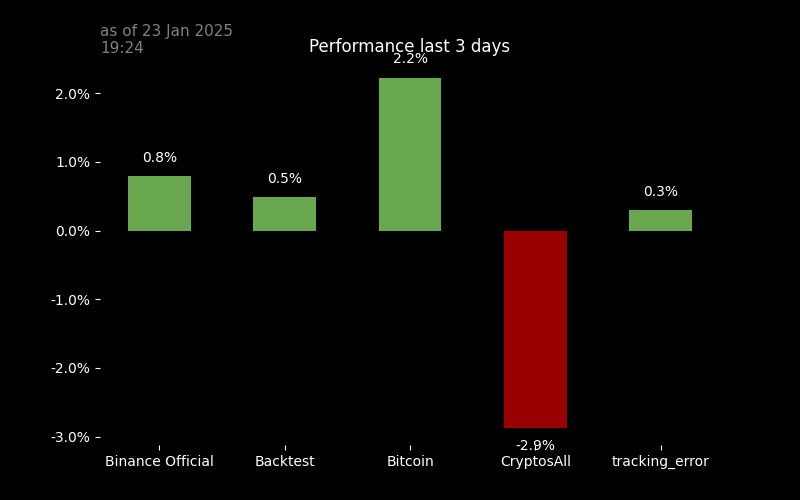 as of 23 Jan 2025
19:24
Performance last 3 days
2.2%
2.0%
0.8%
1.0%
0.5%
0.3%
0.0%
-1.0%
-2.0%
-3.0%
-2.9%
Binance Official
Backtest
Bitcoin
CryptosAll
tracking_error